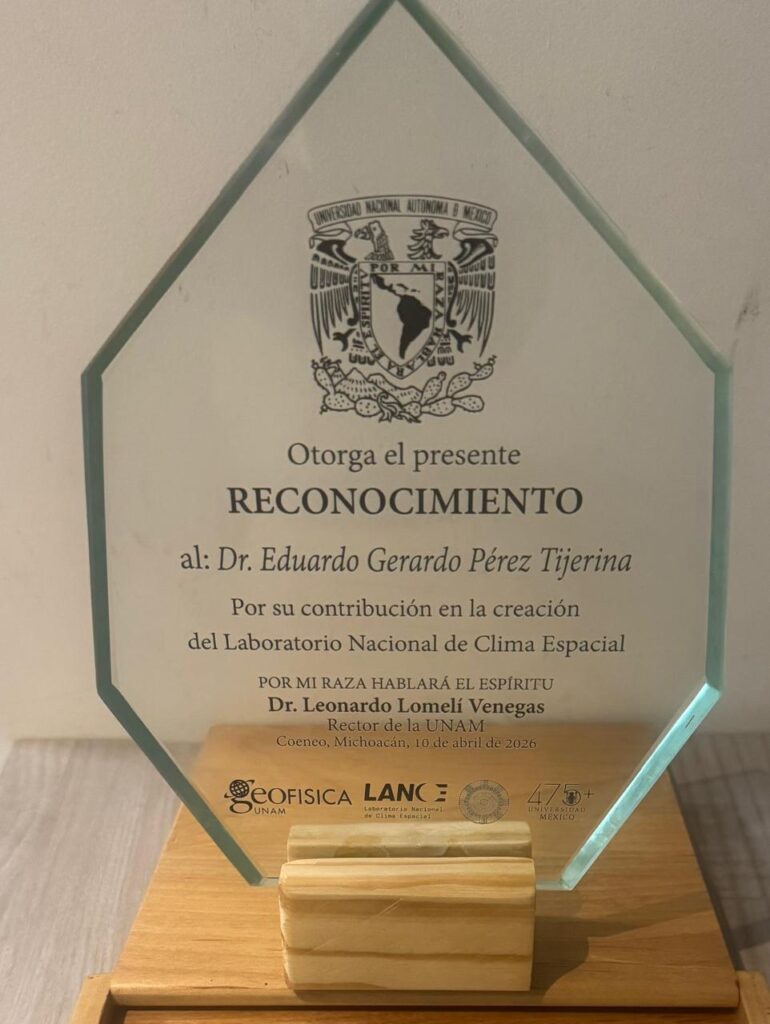 UNIVERSIDAD NACIONAL AUTONOMA D MEXICO
POR MI RAZA HABLARÁ EL ESPIRITU
Otorga el presente
RECONOCIMIENTO
al: Dr. Eduardo Gerardo Pérez Tijerina
Por su contribución en la creación
del Laboratorio Nacional de Clima Espacial
POR MI RAZA HABLARÁ EL ESPÍRITU
Dr. Leonardo Lomelí Venegas
Rector de la UNAM
Coeneo, Michoacán, 10 de abril de 2026
GEOFISICA
UNAM
LANCE
Laboratorio Nacional
de Clima Espacial
475+
UNIVERSIDAD
MÉXICO